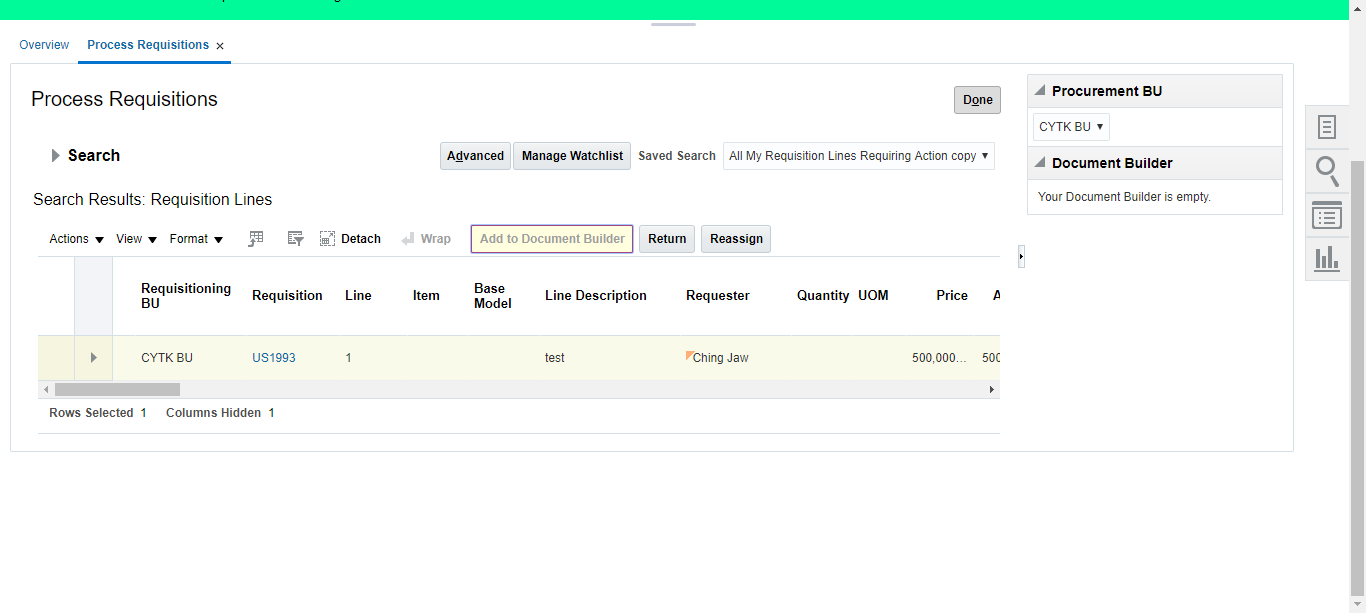 Overview Process Requisitions ×
Process Requisitions
Done
Search
Advanced Manage Watchlist Saved Search All My Requisition Lines Requiring Action copy
Search Results: Requisition Lines
Actions View Format Detach Wrap Add to Document Builder Return Reassign
Requisitioning BU Requisition Line Item Base Model Line Description Requester Quantity UOM Price A
CYTK BU US1993 1 test Ching Jaw 500,000... 500
Rows Selected 1 Columns Hidden 1
Procurement BU
CYTK BU
Document Builder
Your Document Builder is empty.